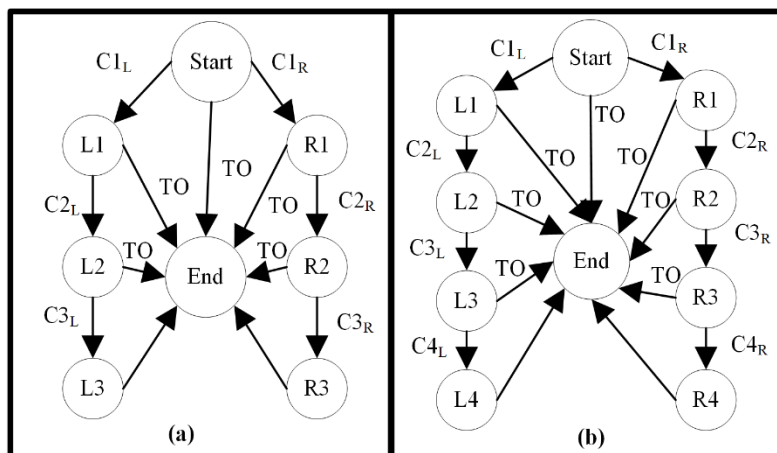 Start
C1L
C1R
L1
R1
TO
TO
TO
C2L
C2R
L2
TO
TO
R2
End
C3L
C3R
L3
R3
(a)
Start
C1L
C1R
L1
R1
TO
TO
TO
C2L
C2R
L2
TO
TO
R2
End
C3L
C3R
L3
TO
TO
R3
C4L
C4R
L4
R4
(b)